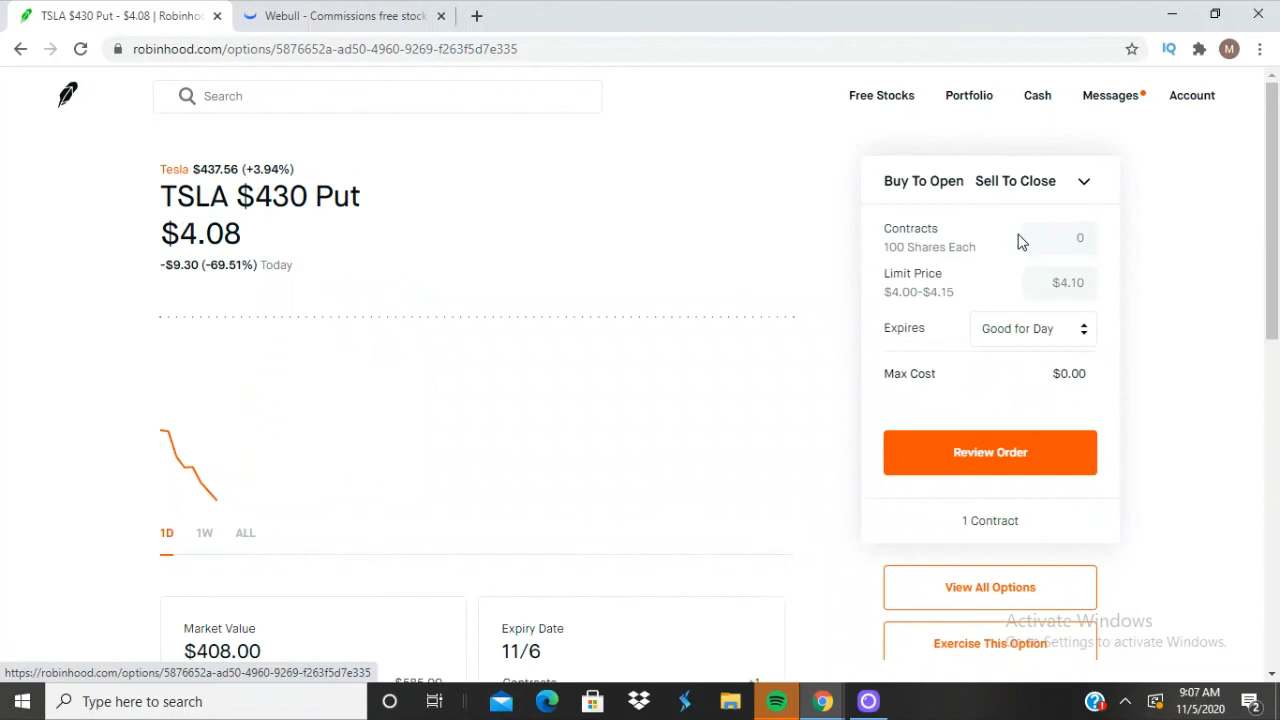 TSLA $430 Put - $4.08 | Robinhoo
Webull - Commissions free stock
robinhood.com/options/5876652a-ad50-4960-9269-f263f5d7e335
IQ
M
Search
Free Stocks
Portfolio
Cash
Messages
Account
Tesla $437.56 (+3.94%)
TSLA $430 Put
$4.08
-$9.30 (-69.51%) Today
1D
1W
ALL
Market Value
$408.00
Expiry Date
11/6
Buy To Open
Sell To Close
Contracts
100 Shares Each
0
Limit Price
$4.00-$4.15
$4.10
Expires
Good for Day
Max Cost
$0.00
Review Order
1 Contract
View All Options
Exercise This Option
Activate Windows
Go to Settings to activate Windows.
https://robinhood.com/options/5876652a-ad50-4960-9269-f263f5d7e335
Type here to search
9:07 AM
11/5/2020
2